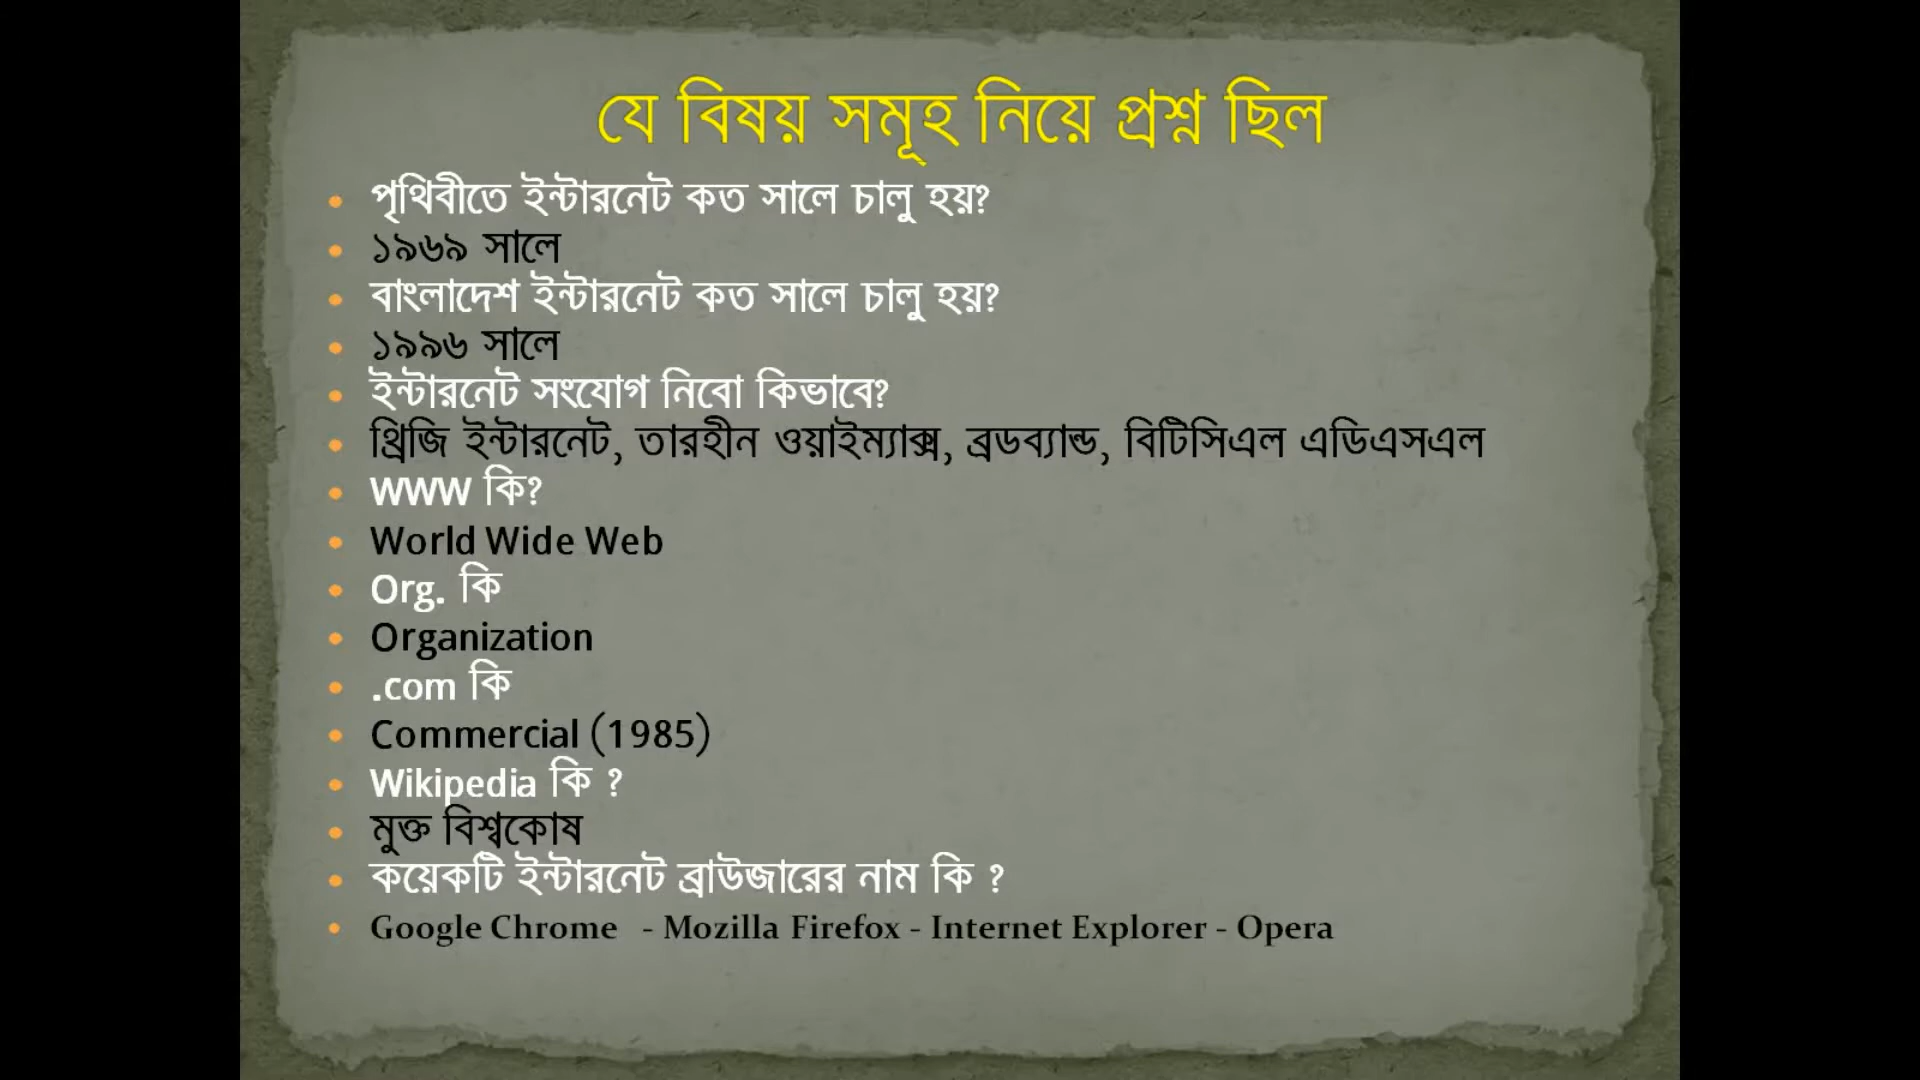 যে বিষয় সমূহ নিয়ে প্রশ্ন ছিল
• পৃথিবীতে ইন্টারনেট কত সালে চালু হয়?
• ১৯৬৯ সালে
• বাংলাদেশ ইন্টারনেট কত সালে চালু হয়?
• ১৯৯৬ সালে
• ইন্টারনেট সংযোগ নিবো কিভাবে?
• থ্রিজি ইন্টারনেট, তারহীন ওয়াইম্যাক্স, ব্রডব্যান্ড, বিটিসিএল এডিএসএল
• WWW কি?
• World Wide Web
• Org. কি
• Organization
• .com কি
• Commercial (1985)
• Wikipedia কি ?
• মুক্ত বিশ্বকোষ
• কয়েকটি ইন্টারনেট ব্রাউজারের নাম কি ?
• Google Chrome - Mozilla Firefox - Internet Explorer - Opera